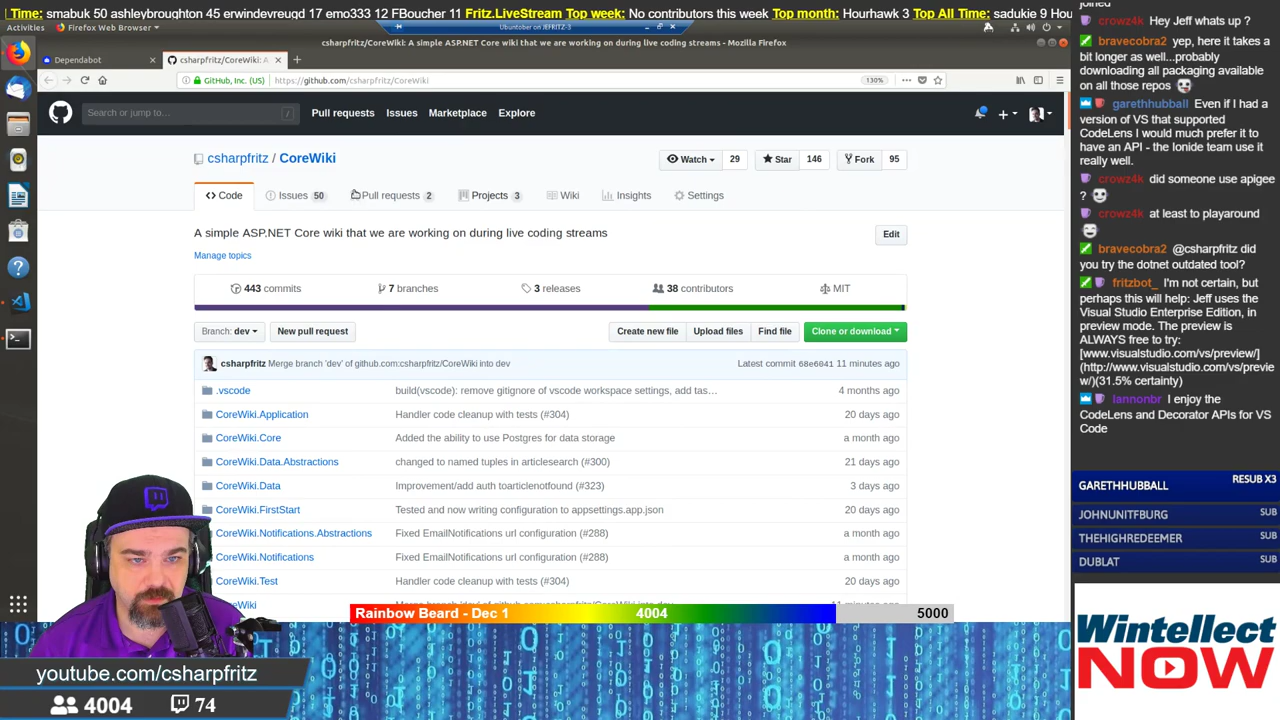 Time: smabuk 50 ashleybroughton 45 erwindevreugd 17 emo333 12 FBoucher 11 Fritz.LiveStream Top week: No contributors this week Top month: Hourhawk 3 Top All Time: sadukie 9
Activities Firefox Web Browser Ubuntober on JEFRITZ-3
csharpfritz/CoreWiki: A simple ASP.NET Core wiki that we are working on during live coding streams - Mozilla Firefox
Dependabot
csharpfritz/CoreWiki: A
GitHub, Inc. (US) https://github.com/csharpfritz/CoreWiki 130%
Search or jump to... / Pull requests Issues Marketplace Explore
csharpfritz / CoreWiki
Watch 29 Star 146 Fork 95
Code Issues 50 Pull requests 2 Projects 3 Wiki Insights Settings
A simple ASP.NET Core wiki that we are working on during live coding streams
Edit
Manage topics
443 commits 7 branches 3 releases 38 contributors MIT
Branch: dev New pull request Create new file Upload files Find file Clone or download
csharpfritz Merge branch 'dev' of github.com:csharpfritz/CoreWiki into dev Latest commit 68e6041 11 minutes ago
.vscode build(vscode): remove gitignore of vscode workspace settings, add tas… 4 months ago
CoreWiki.Application Handler code cleanup with tests (#304) 20 days ago
CoreWiki.Core Added the ability to use Postgres for data storage a month ago
CoreWiki.Data.Abstractions changed to named tuples in articlesearch (#300) 21 days ago
CoreWiki.Data Improvement/add auth toarticlenotfound (#323) 3 days ago
CoreWiki.FirstStart Tested and now writing configuration to appsettings.app.json 20 days ago
CoreWiki.Notifications.Abstractions Fixed EmailNotifications url configuration (#288) a month ago
CoreWiki.Notifications Fixed EmailNotifications url configuration (#288) a month ago
CoreWiki.Test Handler code cleanup with tests (#304) 20 days ago
Rainbow Beard - Dec 1 4004 5000
youtube.com/csharpfritz
4004 74
joined
crowz4k Hey Jeff whats up ?
bravecobra2 yep, here it takes a
bit longer as well...probably
downloading all packaging available
on all those repos
garethhubball Even if I had a
version of VS that supported
CodeLens I would much prefer it to
have an API - the Ionide team use it
really well.
crowz4k did someone use apigee
?
crowz4k at least to playaround
bravecobra2 @csharpfritz did
you try the dotnet outdated tool?
fritzbot_ I'm not certain, but
perhaps this will help: Jeff uses the
Visual Studio Enterprise Edition, in
preview mode. The preview is
ALWAYS free to try:
[www.visualstudio.com/vs/preview/]
(http://www.visualstudio.com/vs/previe
w/)(31.5% certainty)
lannonbr I enjoy the
CodeLens and Decorator APIs for VS
Code
GARETHHUBBALL RESUB X3
JOHNUNITFBURG SUB
THEHIGHREDEEMER SUB
DUBLAT SUB
Wintellect
NOW